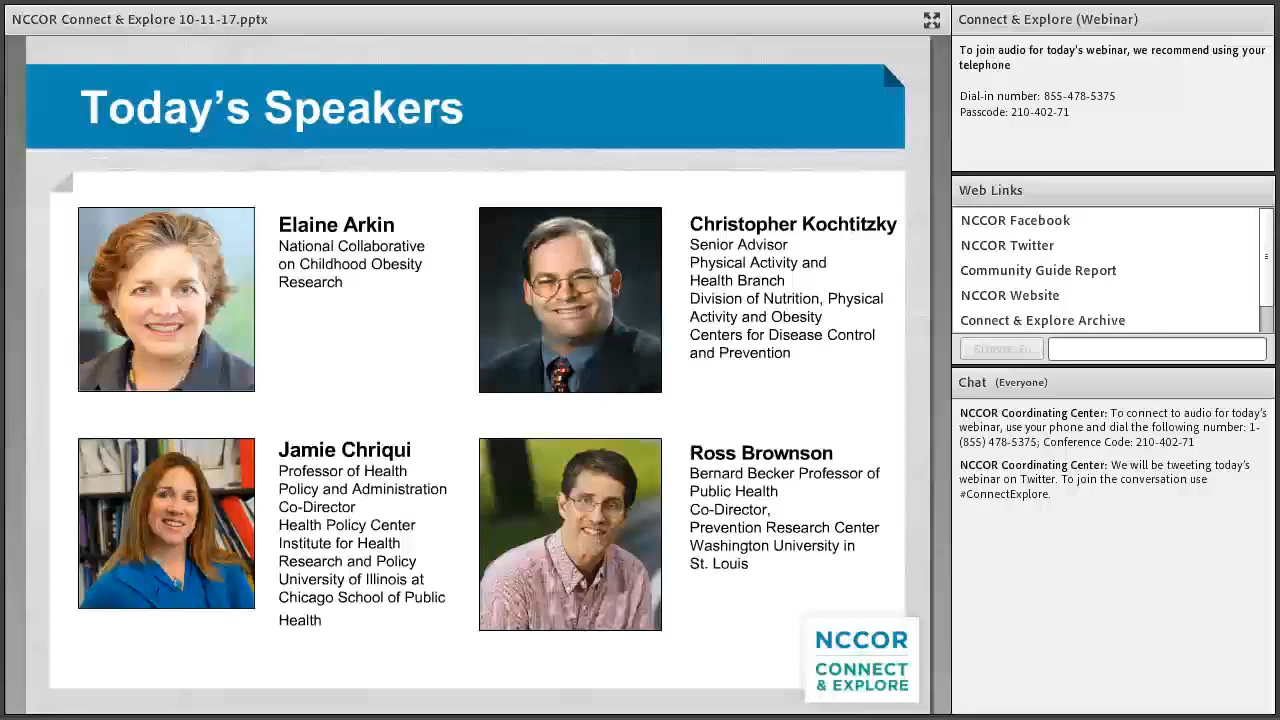 NCCOR Connect & Explore 10-11-17.pptx
Today's Speakers
Elaine Arkin
National Collaborative
on Childhood Obesity
Research
Christopher Kochtitzky
Senior Advisor
Physical Activity and
Health Branch
Division of Nutrition, Physical
Activity and Obesity
Centers for Disease Control
and Prevention
Jamie Chriqui
Professor of Health
Policy and Administration
Co-Director
Health Policy Center
Institute for Health
Research and Policy
University of Illinois at
Chicago School of Public
Health
Ross Brownson
Bernard Becker Professor of
Public Health
Co-Director,
Prevention Research Center
Washington University in
St. Louis
NCCOR
CONNECT
& EXPLORE
Connect & Explore (Webinar)
To join audio for today's webinar, we recommend using your
telephone
Dial-in number: 855-478-5375
Passcode: 210-402-71
Web Links
NCCOR Facebook
NCCOR Twitter
Community Guide Report
NCCOR Website
Connect & Explore Archive
Chat (Everyone)
NCCOR Coordinating Center: To connect to audio for today's
webinar, use your phone and dial the following number: 1-
(855) 478-5375; Conference Code: 210-402-71
NCCOR Coordinating Center: We will be tweeting today's
webinar on Twitter. To join the conversation use
#ConnectExplore.